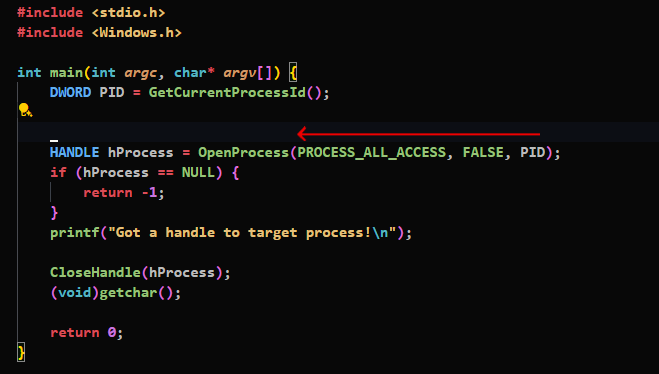 #include <stdio.h>
#include <Windows.h>
int main(int argc, char* argv[]) {
DWORD PID = GetCurrentProcessId();
HANDLE hProcess = OpenProcess(PROCESS_ALL_ACCESS, FALSE, PID);
if (hProcess == NULL) {
return -1;
}
printf("Got a handle to target process!\n");
CloseHandle(hProcess);
(void)getchar();
return 0;
}